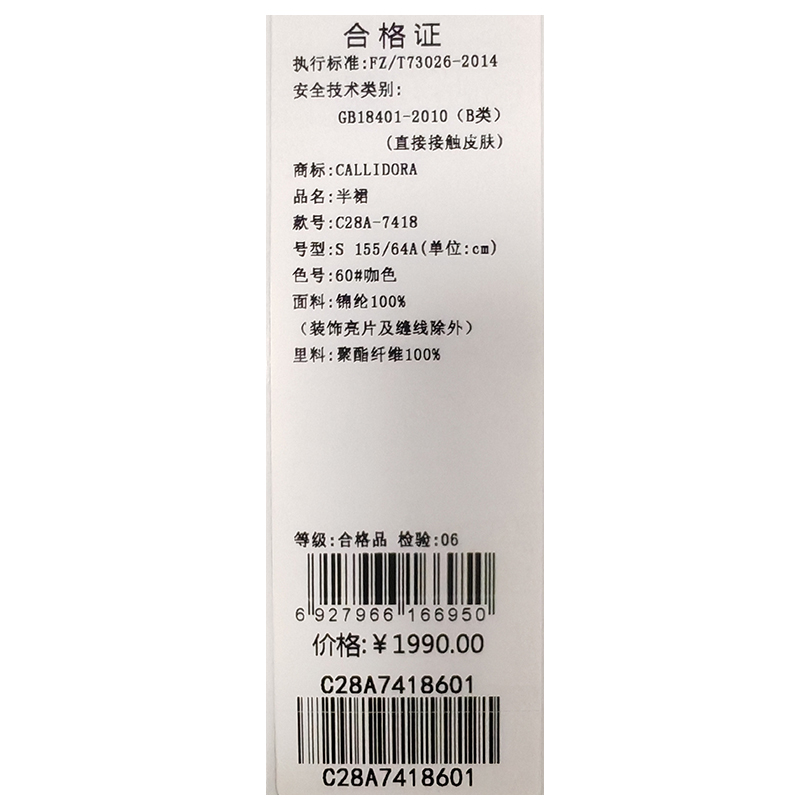 合格证
执行标准:FZ/T73026-2014
安全技术类别:
GB18401-2010（B类）
(直接接触皮肤)
商标:CALLIDORA
品名:半裙
款号:C28A-7418
号型:S 155/64A(单位:cm)
色号:60#咖色
面料:锦纶100%
（装饰亮片及缝线除外）
里料:聚酯纤维100%
等级:合格品 检验:06
6 927966 166950
价格:￥1990.00
C28A7418601
C28A7418601